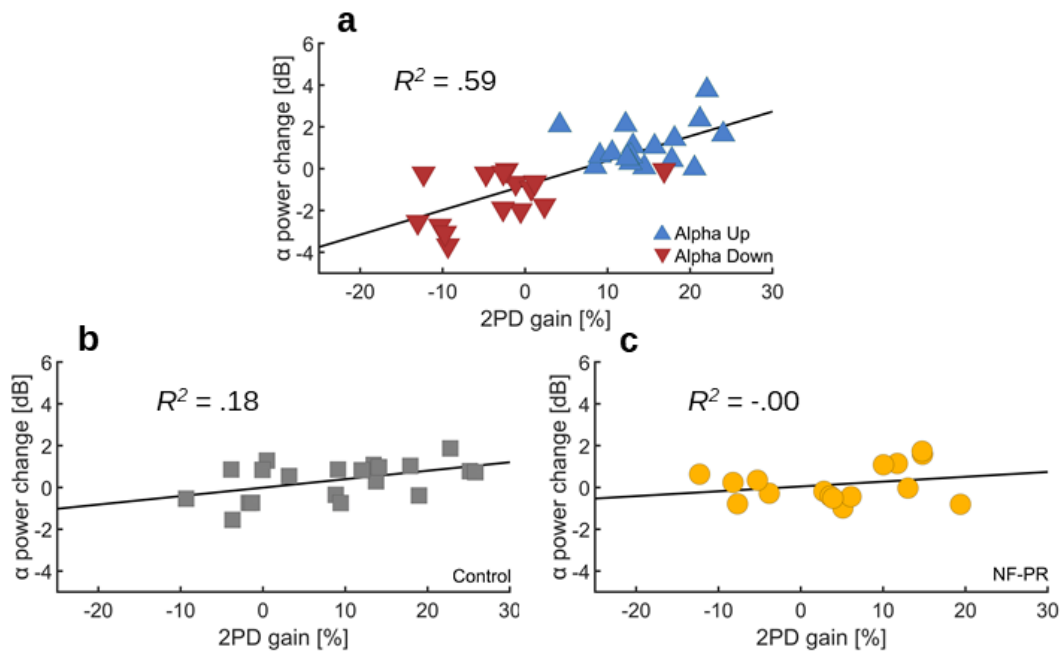 a
α power change [dB]
6
4
2
0
-2
-4
R² = .59
Alpha Up
Alpha Down
-20 -10 0 10 20 30
2PD gain [%]
b
α power change [dB]
6
4
2
0
-2
-4
R² = .18
Control
-20 -10 0 10 20 30
2PD gain [%]
c
α power change [dB]
6
4
2
0
-2
-4
R² = -.00
NF-PR
-20 -10 0 10 20 30
2PD gain [%]